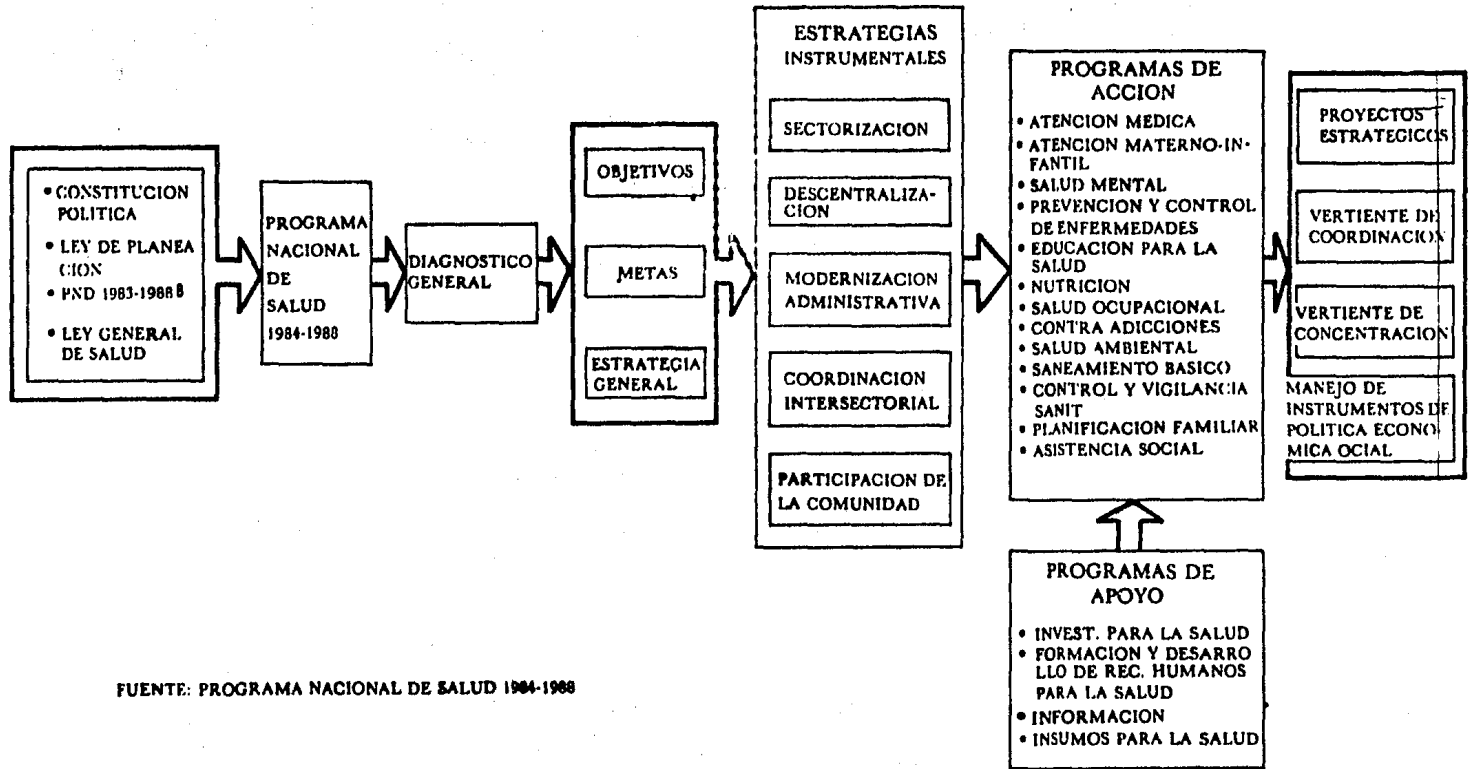 • CONSTITUCION
POLITICA
• LEY DE PLANEA
CION
• PND 1983-1988 8
• LEY GENERAL
DE SALUD
PROGRAMA
NACIONAL
DE
SALUD
1984-1988
DIAGNOSTICO
GENERAL
OBJETIVOS
METAS
ESTRATEGIA
GENERAL
ESTRATEGIAS
INSTRUMENTALES
SECTORIZACION
DESCENTRALIZA-
CION
MODERNIZACION
ADMINISTRATIVA
COORDINACION
INTERSECTORIAL
PARTICIPACION DE
LA COMUNIDAD
PROGRAMAS DE
ACCION
• ATENCION MEDICA
• ATENCION MATERNO-IN-
FANTIL
• SALUD MENTAL
• PREVENCION Y CONTROL
DE ENFERMEDADES
• EDUCACION PARA LA
SALUD
• NUTRICION
• SALUD OCUPACIONAL
• CONTRA ADICCIONES
• SALUD AMBIENTAL
• SANEAMIENTO BASICO
• CONTROL Y VIGILANCIA
SANIT
• PLANIFICACION FAMILIAR
• ASISTENCIA SOCIAL
PROGRAMAS DE
APOYO
• INVEST. PARA LA SALUD
• FORMACION Y DESARRO
LLO DE REC. HUMANOS
PARA LA SALUD
• INFORMACION
• INSUMOS PARA LA SALUD
PROYECTOS
ESTRATEGICOS
VERTIENTE DE
COORDINACION
VERTIENTE DE
CONCENTRACION
MANEJO DE
INSTRUMENTOS DE
POLITICA ECONO
MICA OCIAL
FUENTE: PROGRAMA NACIONAL DE SALUD 1984-1988